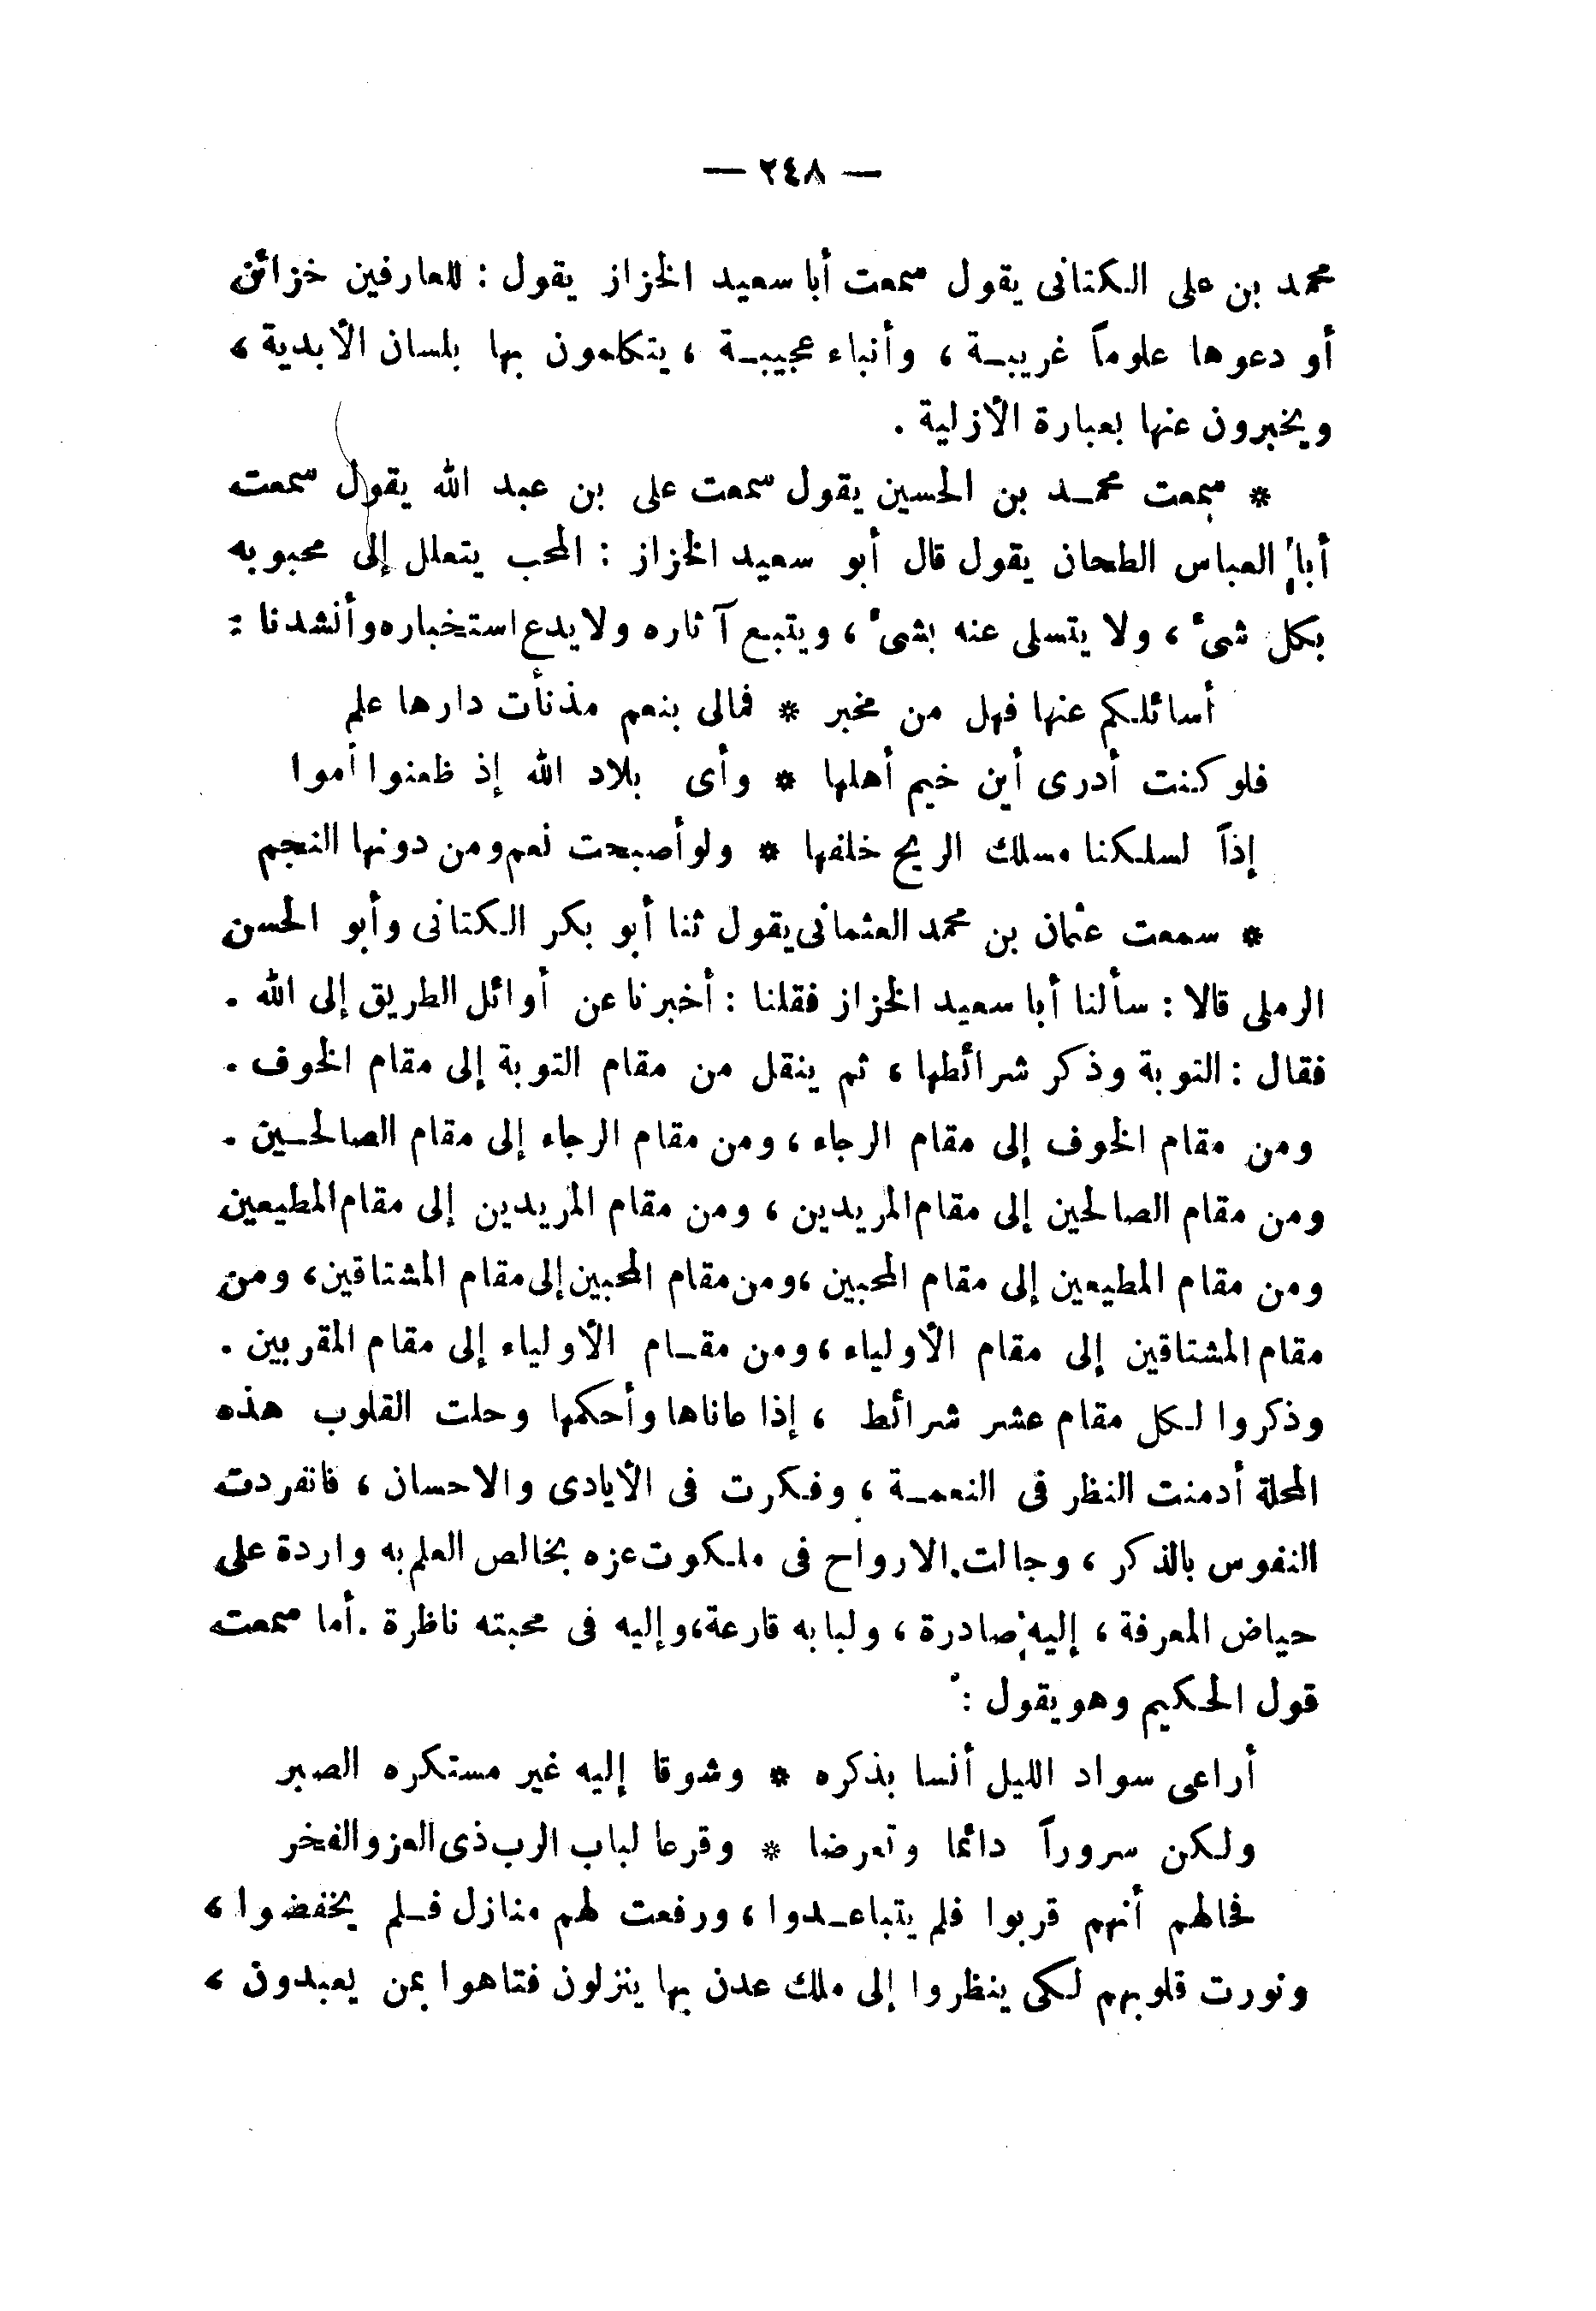 — ٢٤٨ —
محمد بن على الكتانى يقول سمعت أبا سعيد الخزاز يقول : للعارفين خزائن
أو دعوها علوماً غريبة ، وأنباء عجيبة ، يتكلمون بها بلسان الأبدية ،
ويخبرون عنها بعبارة الأزلية .
* سمعت محمد بن الحسين يقول سمعت على بن عبد الله يقول سمعت
أبا العباس الطحان يقول قال أبو سعيد الخزاز : المحب يتعلل إلى محبوبه
بكل شىء ، ولا يتسلى عنه بشىء ، ويتبع آثاره ولا يدع استخباره وأنشدنا :
أسائلكم عنها فهل من مخبر * فمالى بنعم مذنأت دارها علم
فلو كنت أدرى أين خيم أهلها * وأى بلاد الله إذ ظعنوا أموا
إذاً لسلكنا مسلك الريح خلفها * ولو أصبحت نعم ومن دونها النجم
* سمعت عثمان بن محمد العثمانى يقول ثنا أبو بكر الكتانى وأبو الحسن
الرملى قالا : سألنا أبا سعيد الخزاز فقلنا : أخبرنا عن أوائل الطريق إلى الله .
فقال : التوبة وذكر شرائطها ، ثم ينقل من مقام التوبة إلى مقام الخوف .
ومن مقام الخوف إلى مقام الرجاء ، ومن مقام الرجاء إلى مقام الصالحين .
ومن مقام الصالحين إلى مقام المريدين ، ومن مقام المريدين إلى مقام المطيعين
ومن مقام المطيعين إلى مقام المحبين ، ومن مقام المحبين إلى مقام المشتاقين ، ومن
مقام المشتاقين إلى مقام الأولياء ، ومن مقام الأولياء إلى مقام المقربين .
وذكروا لكل مقام عشر شرائط ، إذا عاناها وأحكمها وحلت القلوب هذه
المحلة أدمنت النظر فى النعمة ، وفكرت فى الأيادى والاحسان ، فانفردت
النفوس بالذكر ، وجالت الارواح فى ملكوت عزه بخالص العلم به واردة على
حياض المعرفة ، إليه صادرة ، ولبابه قارعة، وإليه فى محبته ناظرة . أما سمعت
قول الحكيم وهو يقول :
أراعى سواد الليل أنسا بذكره * وشوقا إليه غير مستكره الصبر
ولكن سروراً دائما وتعرضا * وقرعا لباب الرب ذى العز والفخر
فحالهم أنهم قربوا فلم يتباعدوا ، ورفعت لهم منازل فلم يخفضوا ،
ونورت قلوبهم لكى ينظروا إلى ملك عدن بها ينزلون فتاهوا بمن يعبدون ،